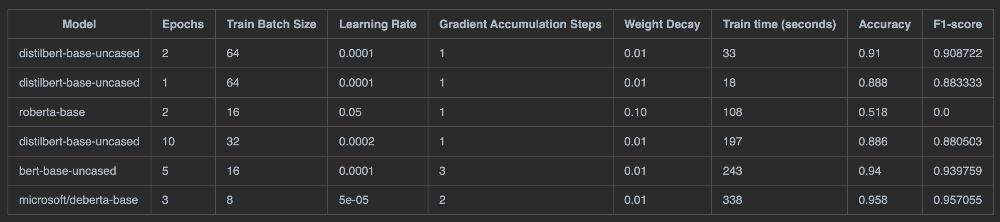 Model Epochs Train Batch Size Learning Rate Gradient Accumulation Steps Weight Decay Train time (seconds) Accuracy F1-score
distilbert-base-uncased 2 64 0.0001 1 0.01 33 0.91 0.908722
distilbert-base-uncased 1 64 0.0001 1 0.01 18 0.888 0.883333
roberta-base 2 16 0.05 1 0.10 108 0.518 0.0
distilbert-base-uncased 10 32 0.0002 1 0.01 197 0.886 0.880503
bert-base-uncased 5 16 0.0001 3 0.01 243 0.94 0.939759
microsoft/deberta-base 3 8 5e-05 2 0.01 338 0.958 0.957055